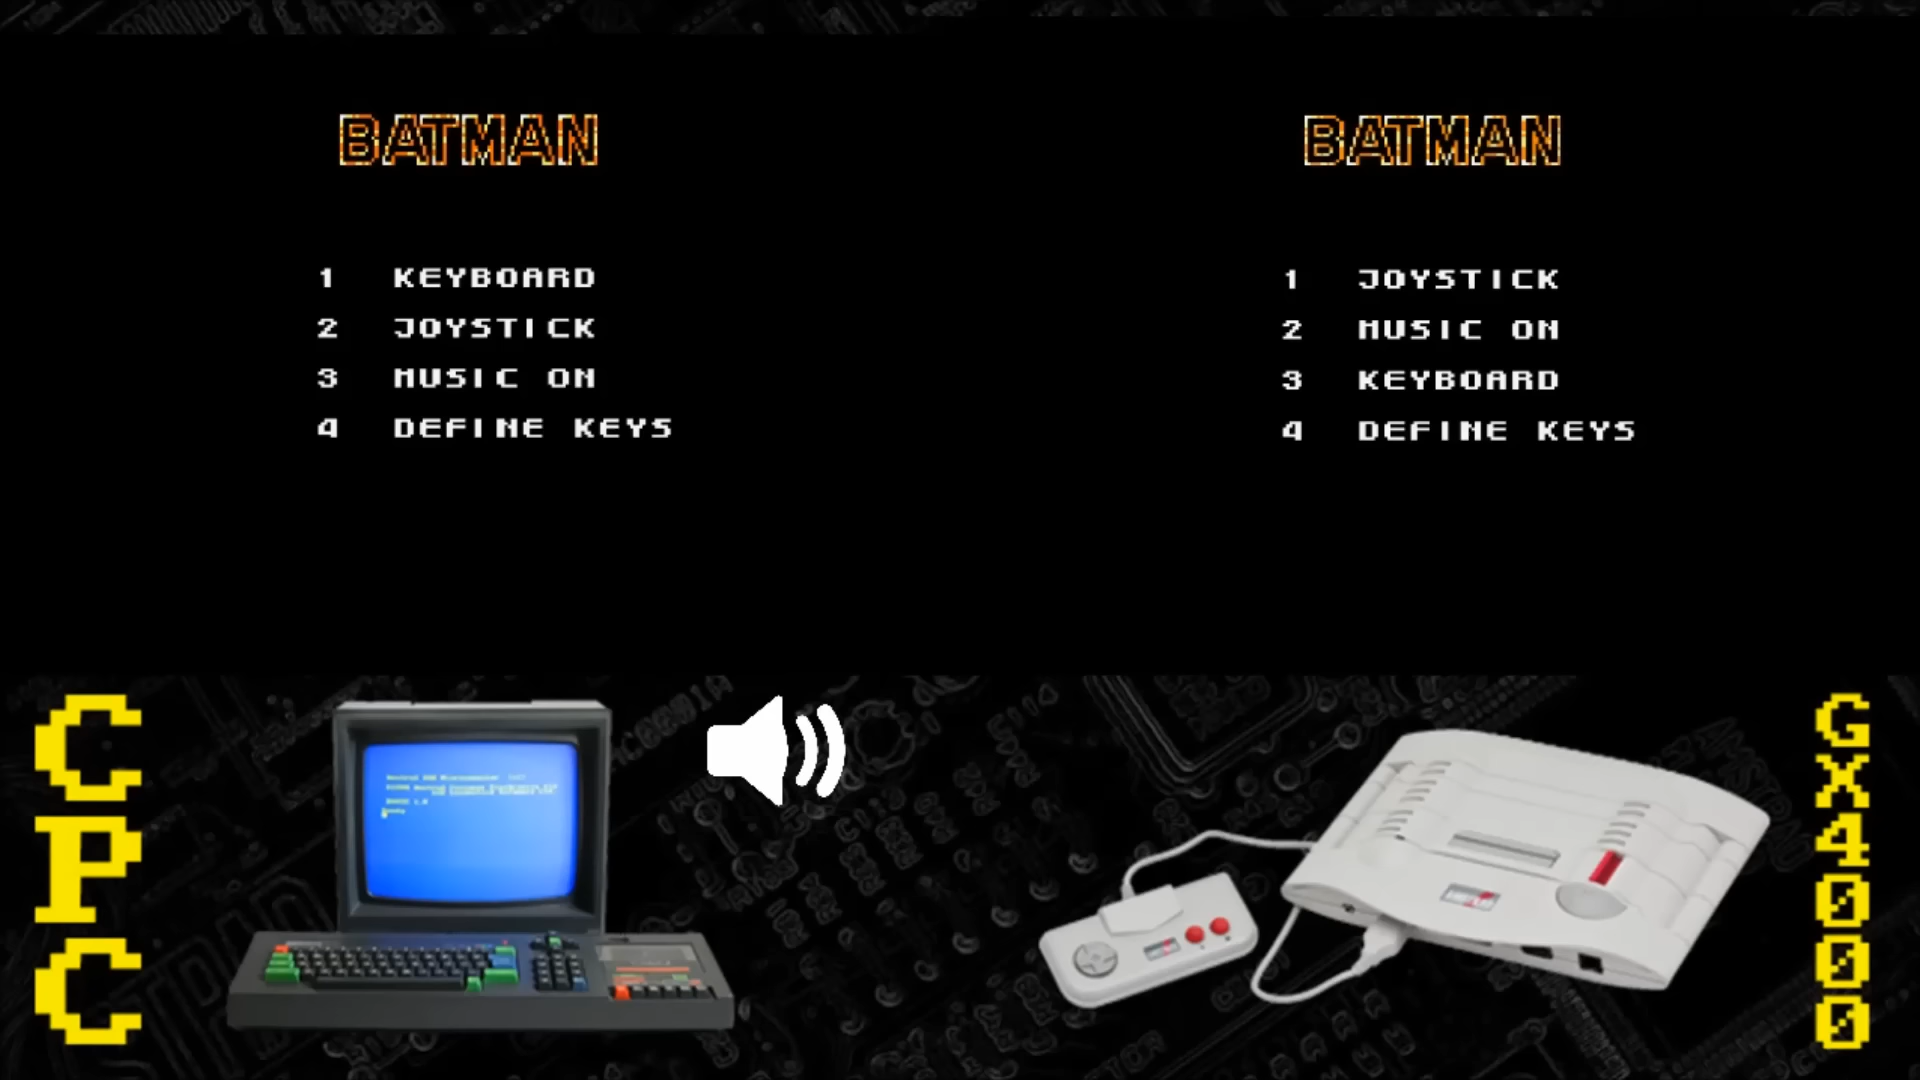 BATMAN
1 KEYBOARD
2 JOYSTICK
3 MUSIC ON
4 DEFINE KEYS
BATMAN
1 JOYSTICK
2 MUSIC ON
3 KEYBOARD
4 DEFINE KEYS
CPC
GX4000